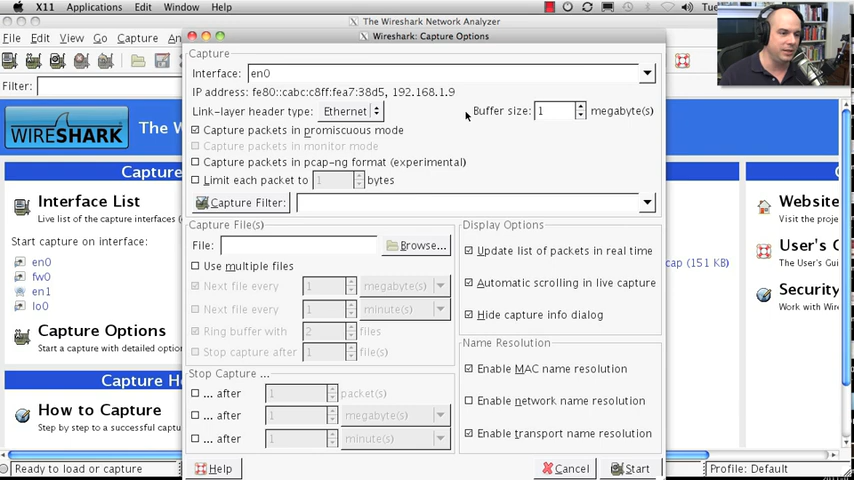 X11 Applications Edit Window Help
Tue
The Wireshark Network Analyzer
Wireshark: Capture Options
File Edit View Go Capture
Filter:
WIRESHARK
The W
Capture
Interface List
Live list of the capture interfaces
Start capture on interface:
en0
fw0
en1
lo0
Capture Options
Start a capture with detailed optio
Capture H
How to Capture
Step by step to a successful captu
Capture
Interface: en0
IP address: fe80::cabc:c8ff:fea7:38d5, 192.168.1.9
Link-layer header type: Ethernet
Buffer size: 1 megabyte(s)
Capture packets in promiscuous mode
Capture packets in monitor mode
Capture packets in pcap-ng format (experimental)
Limit each packet to 1 bytes
Capture Filter:
Capture File(s)
File:
Browse...
Use multiple files
Next file every 1 megabyte(s)
Next file every 1 minute(s)
Ring buffer with 2 files
Stop capture after 1 file(s)
Stop Capture ...
... after 1 packet(s)
... after 1 megabyte(s)
... after 1 minute(s)
Display Options
Update list of packets in real time
Automatic scrolling in live capture
Hide capture info dialog
Name Resolution
Enable MAC name resolution
Enable network name resolution
Enable transport name resolution
Help
Cancel
Start
Website
Visit the proje
cap (151 KB)
User's G
The User's Gui
Security
Work with Wire
Ready to load or capture
Profile: Default